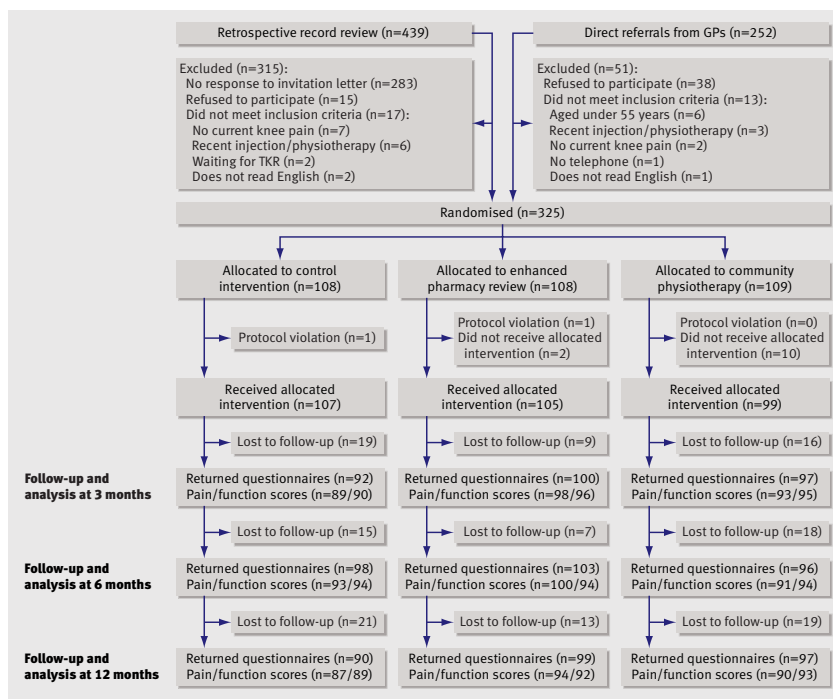 Retrospective record review (n=439)
Direct referrals from GPs (n=252)
Excluded (n=315):
No response to invitation letter (n=283)
Refused to participate (n=15)
Did not meet inclusion criteria (n=17):
No current knee pain (n=7)
Recent injection/physiotherapy (n=6)
Waiting for TKR (n=2)
Does not read English (n=2)
Excluded (n=51):
Refused to participate (n=38)
Did not meet inclusion criteria (n=13):
Aged under 55 years (n=6)
Recent injection/physiotherapy (n=3)
No current knee pain (n=2)
No telephone (n=1)
Does not read English (n=1)
Randomised (n=325)
Allocated to control
intervention (n=108)
Allocated to enhanced
pharmacy review (n=108)
Allocated to community
physiotherapy (n=109)
Protocol violation (n=1)
Protocol violation (n=1)
Did not receive allocated
intervention (n=2)
Protocol violation (n=0)
Did not receive allocated
intervention (n=10)
Received allocated
intervention (n=107)
Received allocated
intervention (n=105)
Received allocated
intervention (n=99)
Lost to follow-up (n=19)
Lost to follow-up (n=9)
Lost to follow-up (n=16)
Follow-up and
analysis at 3 months
Returned questionnaires (n=92)
Pain/function scores (n=89/90)
Returned questionnaires (n=100)
Pain/function scores (n=98/96)
Returned questionnaires (n=97)
Pain/function scores (n=93/95)
Lost to follow-up (n=15)
Lost to follow-up (n=7)
Lost to follow-up (n=18)
Follow-up and
analysis at 6 months
Returned questionnaires (n=98)
Pain/function scores (n=93/94)
Returned questionnaires (n=103)
Pain/function scores (n=100/94)
Returned questionnaires (n=96)
Pain/function scores (n=91/94)
Lost to follow-up (n=21)
Lost to follow-up (n=13)
Lost to follow-up (n=19)
Follow-up and
analysis at 12 months
Returned questionnaires (n=90)
Pain/function scores (n=87/89)
Returned questionnaires (n=99)
Pain/function scores (n=94/92)
Returned questionnaires (n=97)
Pain/function scores (n=90/93)